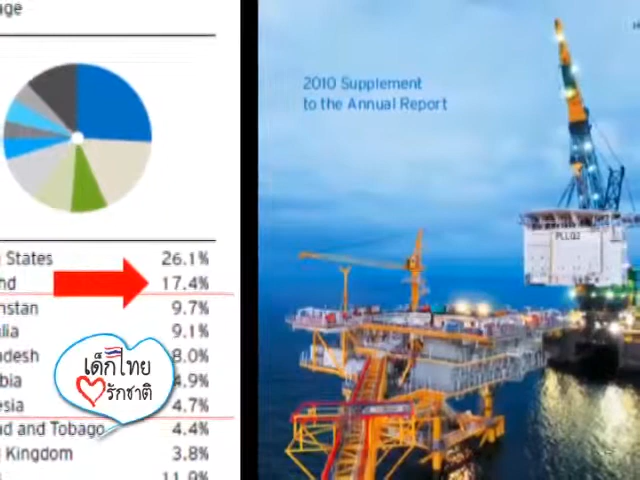 age
States 26.1%
nd 17.4%
nstan 9.7%
lia 9.1%
adesh 8.0%
bia 4.9%
esia 4.7%
ad and Tobago 4.4%
Kingdom 3.8%
11.9%
เด็กไทย
รักชาติ
2010 Supplement
to the Annual Report
PLLQ2